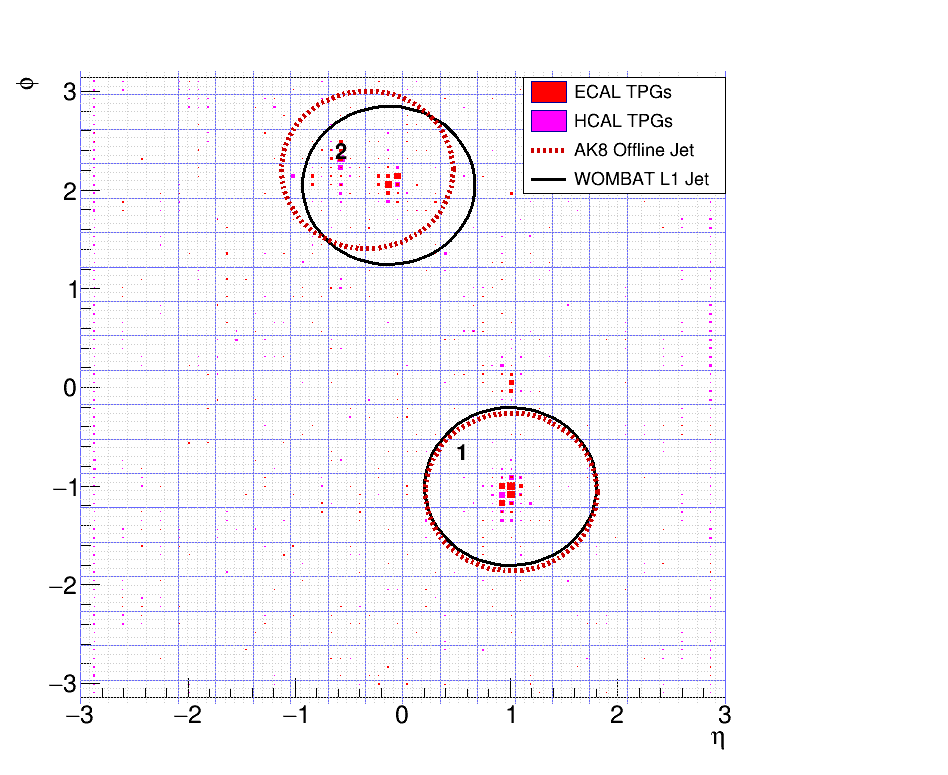 φ
3
2
1
0
−1
−2
−3
ECAL TPGs
HCAL TPGs
AK8 Offline Jet
WOMBAT L1 Jet
2
1
−3 −2 −1 0 1 2 3
η